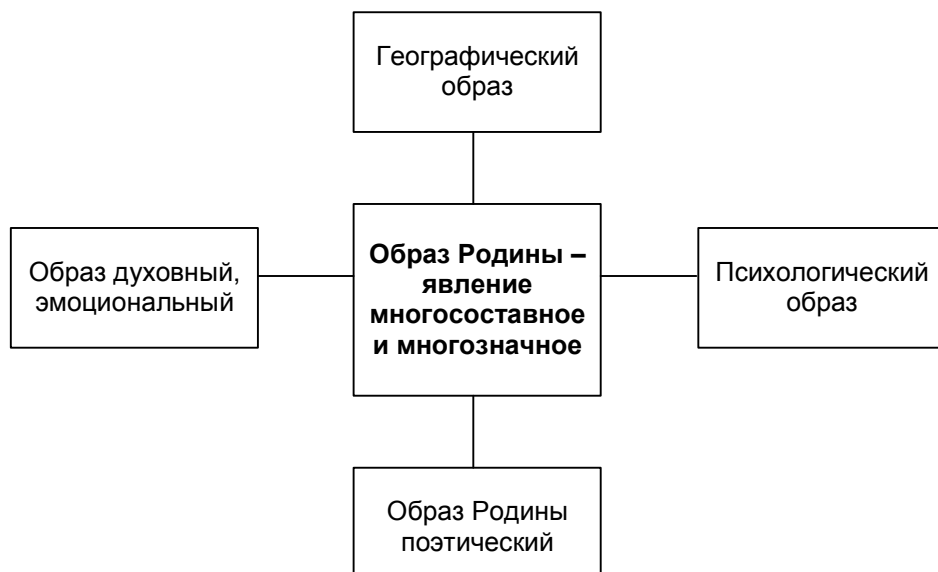 Географический
образ
Образ духовный,
эмоциональный
Образ Родины –
явление
многосоставное
и многозначное
Психологический
образ
Образ Родины
поэтический